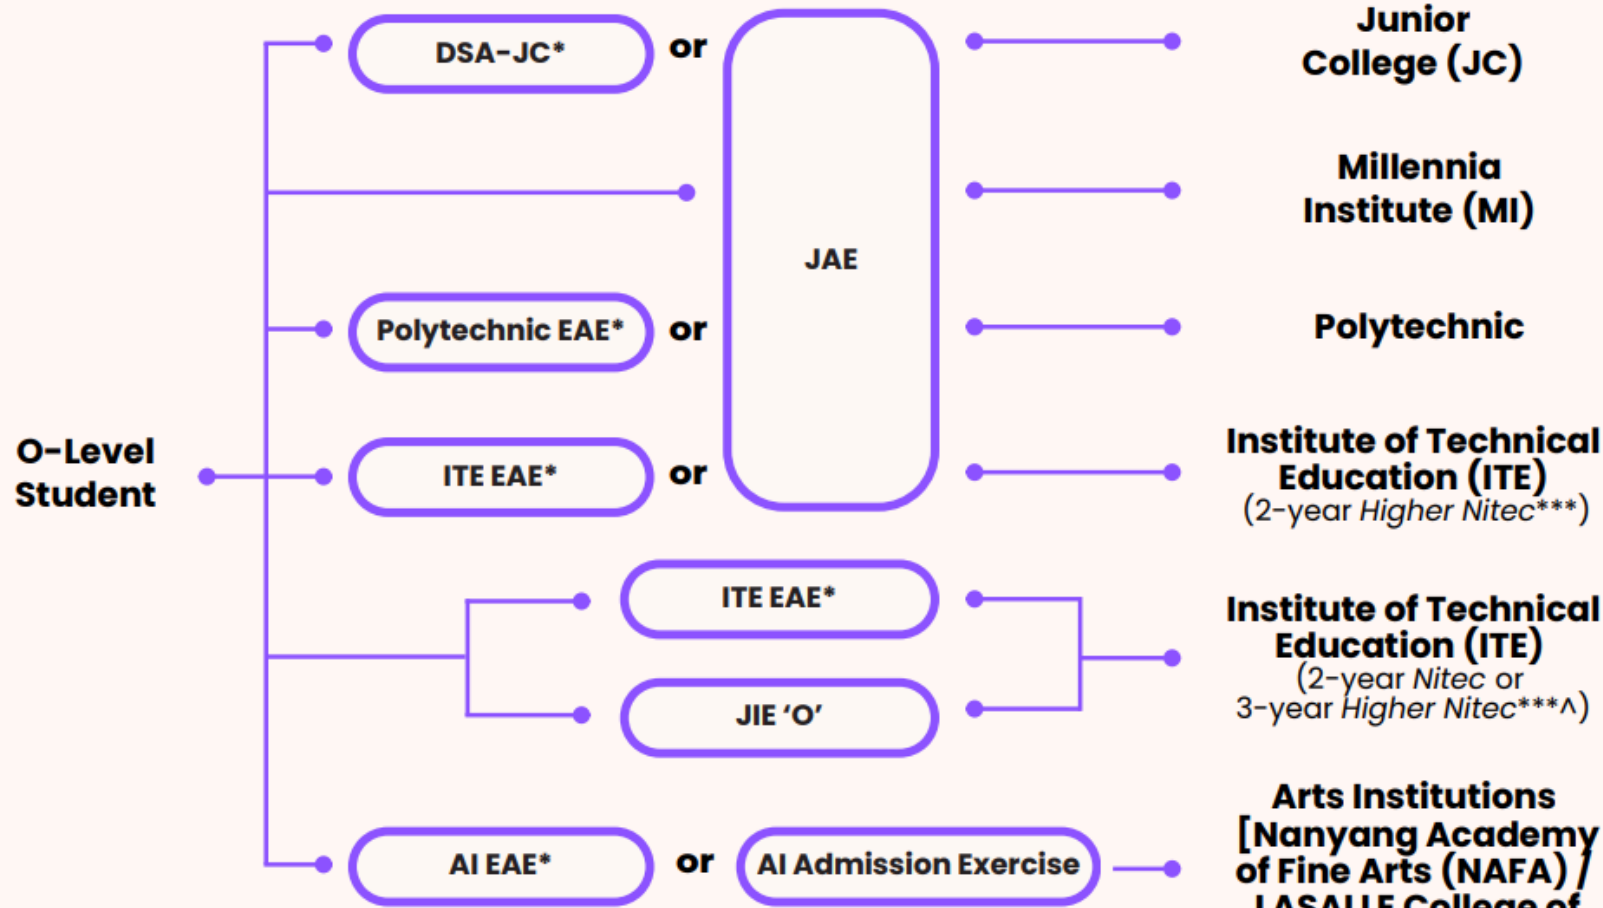 DSA-JC*
or
Junior
College (JC)
Millennia
Institute (MI)
JAE
Polytechnic EAE*
or
Polytechnic
O-Level
Student
ITE EAE*
or
Institute of Technical
Education (ITE)
(2-year Higher Nitec***)
ITE EAE*
JIE ‘O’
Institute of Technical
Education (ITE)
(2-year Nitec or
3-year Higher Nitec***^)
AI EAE*
or
AI Admission Exercise
Arts Institutions
[Nanyang Academy
of Fine Arts (NAFA) /
LASALLE College of